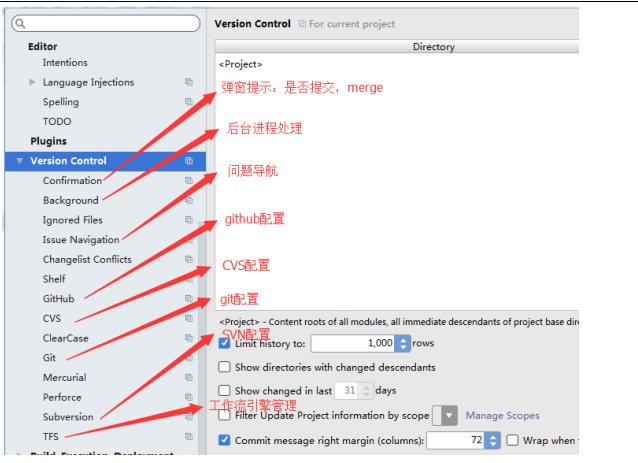 Version Control
For current project
Editor
Intentions
Language Injections
Spelling
TODO
Plugins
Version Control
Confirmation
Background
Ignored Files
Issue Navigation
Changelist Conflicts
Shelf
GitHub
CVS
ClearCase
Git
Mercurial
Perforce
Subversion
TFS
Directory
<Project>
弹窗提示：是否提交，merge
后台进程处理
问题导航
github配置
CVS配置
git配置
<Project> - Content roots of all modules, all immediate descendants of project base
SVN配置
Limit history to: 1,000 rows
Show directories with changed descendants
Show changed in last 31 days
工作流引擎管理
Filter Update Project information by scope Manage Scopes
Commit message right margin (columns): 72 Wrap when